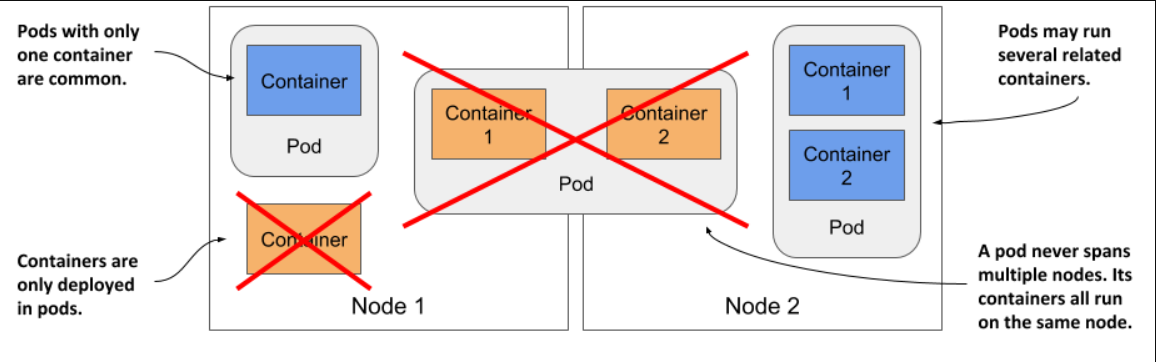 Pods with only
one container
are common.
Container
Pod
Container
Containers are
only deployed
in pods.
Node 1
Container
1
Container
2
Pod
Container
1
Container
2
Pod
Node 2
Pods may run
several related
containers.
A pod never spans
multiple nodes. Its
containers all run
on the same node.